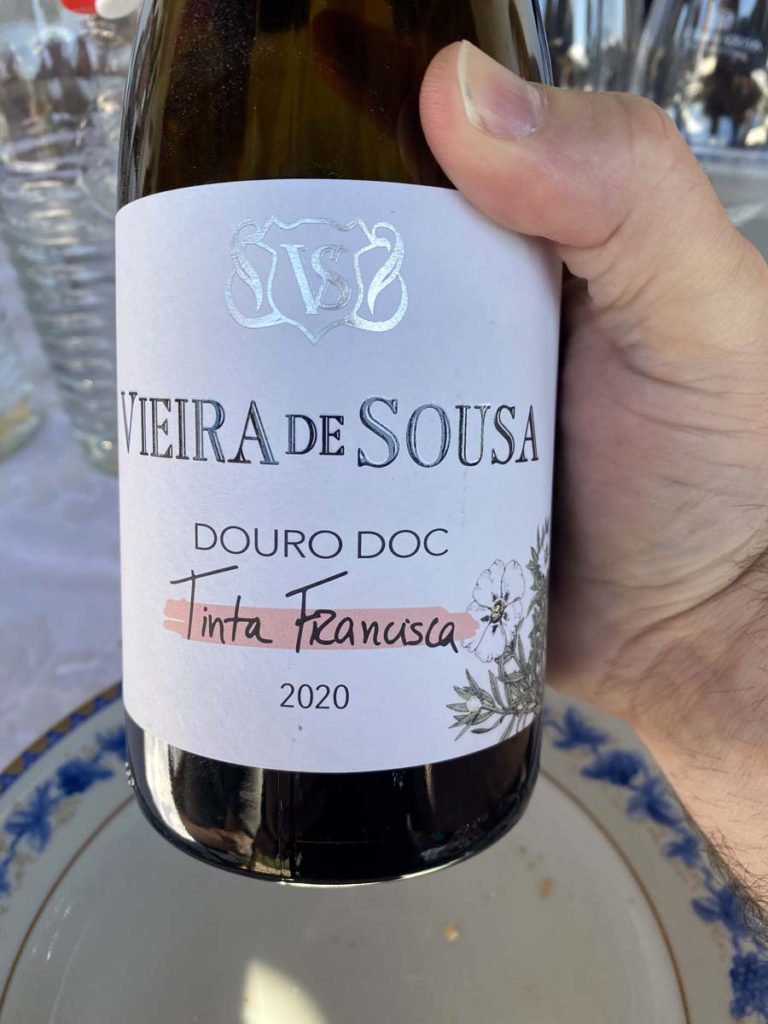 VS
VIEIRA DE SOUSA
DOURO DOC
Tinta Francisca
2020